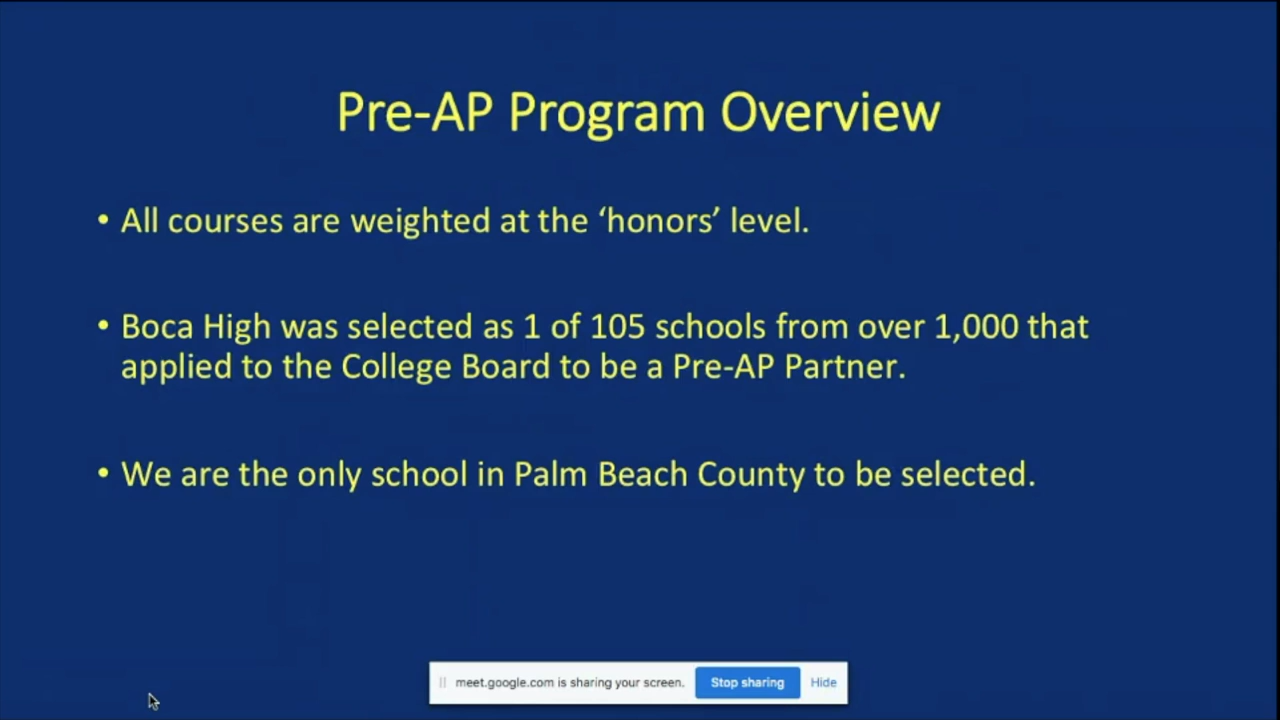 Pre-AP Program Overview
• All courses are weighted at the ‘honors’ level.
• Boca High was selected as 1 of 105 schools from over 1,000 that
applied to the College Board to be a Pre-AP Partner.
• We are the only school in Palm Beach County to be selected.
meet.google.com is sharing your screen. Stop sharing Hide